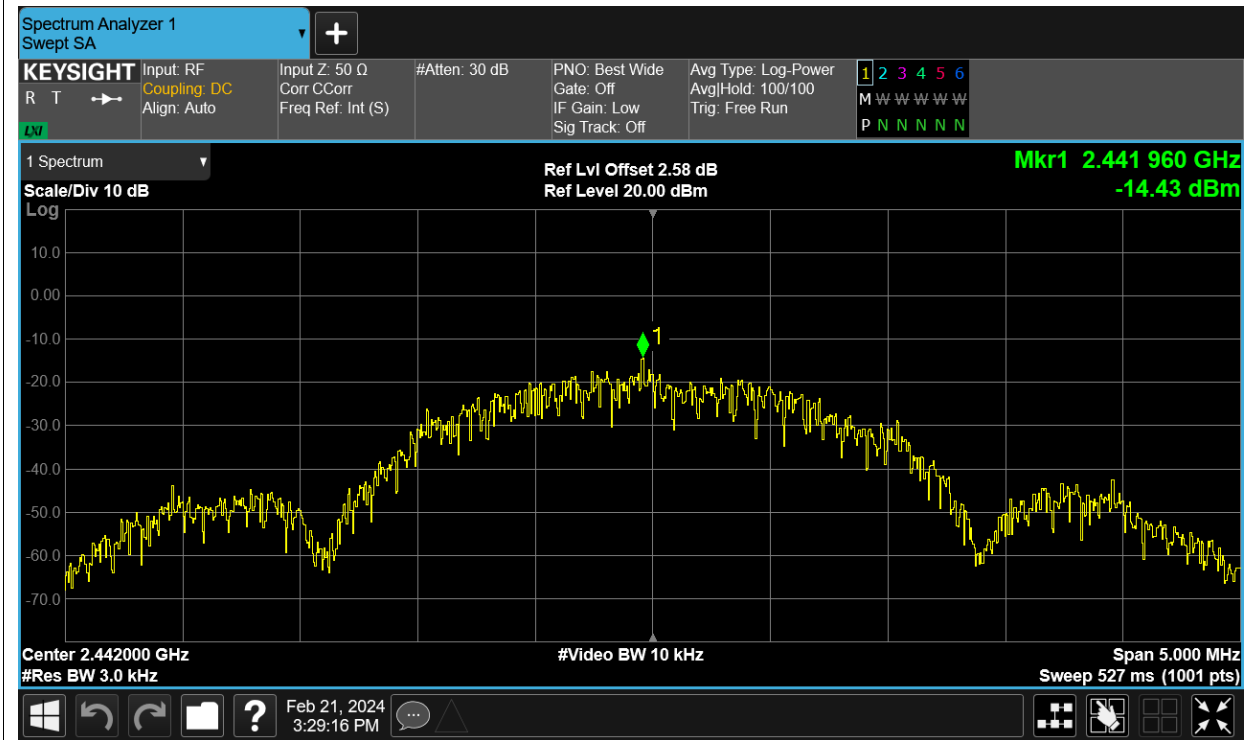 Spectrum Analyzer 1
Swept SA
KEYSIGHT
R T
LXI
Input: RF
Coupling: DC
Align: Auto
Input Z: 50 Ω
Corr CCorr
Freq Ref: Int (S)
#Atten: 30 dB
PNO: Best Wide
Gate: Off
IF Gain: Low
Sig Track: Off
Avg Type: Log-Power
Avg|Hold: 100/100
Trig: Free Run
1 2 3 4 5 6
M W W W W W
P N N N N N
1 Spectrum
Scale/Div 10 dB
Log
Ref Lvl Offset 2.58 dB
Ref Level 20.00 dBm
Mkr1 2.441 960 GHz
-14.43 dBm
10.0
0.00
-10.0
-20.0
-30.0
-40.0
-50.0
-60.0
-70.0
1
Center 2.442000 GHz
#Res BW 3.0 kHz
#Video BW 10 kHz
Span 5.000 MHz
Sweep 527 ms (1001 pts)
?
Feb 21, 2024
3:29:16 PM